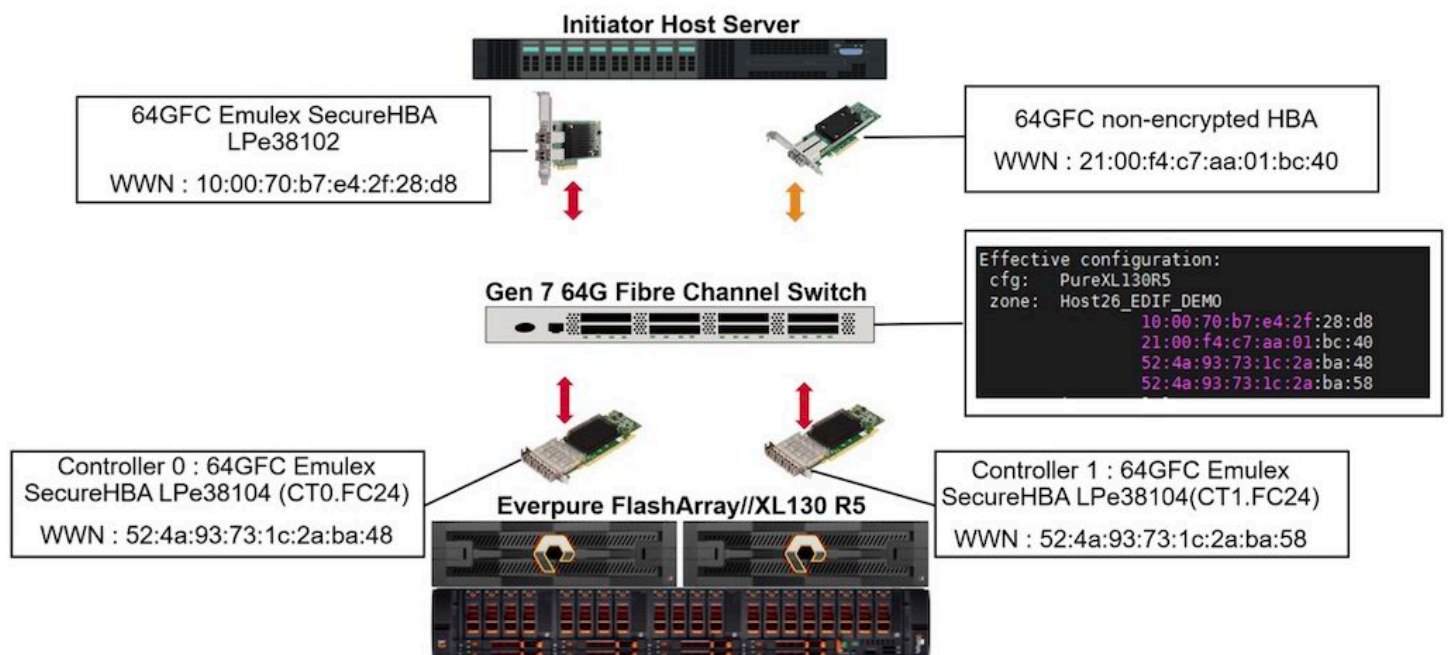 Initiator Host Server
64GFC Emulex SecureHBA
LPe38102
WWN : 10:00:70:b7:e4:2f:28:d8
64GFC non-encrypted HBA
WWN : 21:00:f4:c7:aa:01:bc:40
Gen 7 64G Fibre Channel Switch
Effective configuration:
cfg: PureXL130R5
zone: Host26_EDIF_DEMO
10:00:70:b7:e4:2f:28:d8
21:00:f4:c7:aa:01:bc:40
52:4a:93:73:1c:2a:ba:48
52:4a:93:73:1c:2a:ba:58
Controller 0 : 64GFC Emulex
SecureHBA LPe38104 (CT0.FC24)
WWN : 52:4a:93:73:1c:2a:ba:48
Controller 1 : 64GFC Emulex
SecureHBA LPe38104(CT1.FC24)
WWN : 52:4a:93:73:1c:2a:ba:58
Everpure FlashArray//XL130 R5